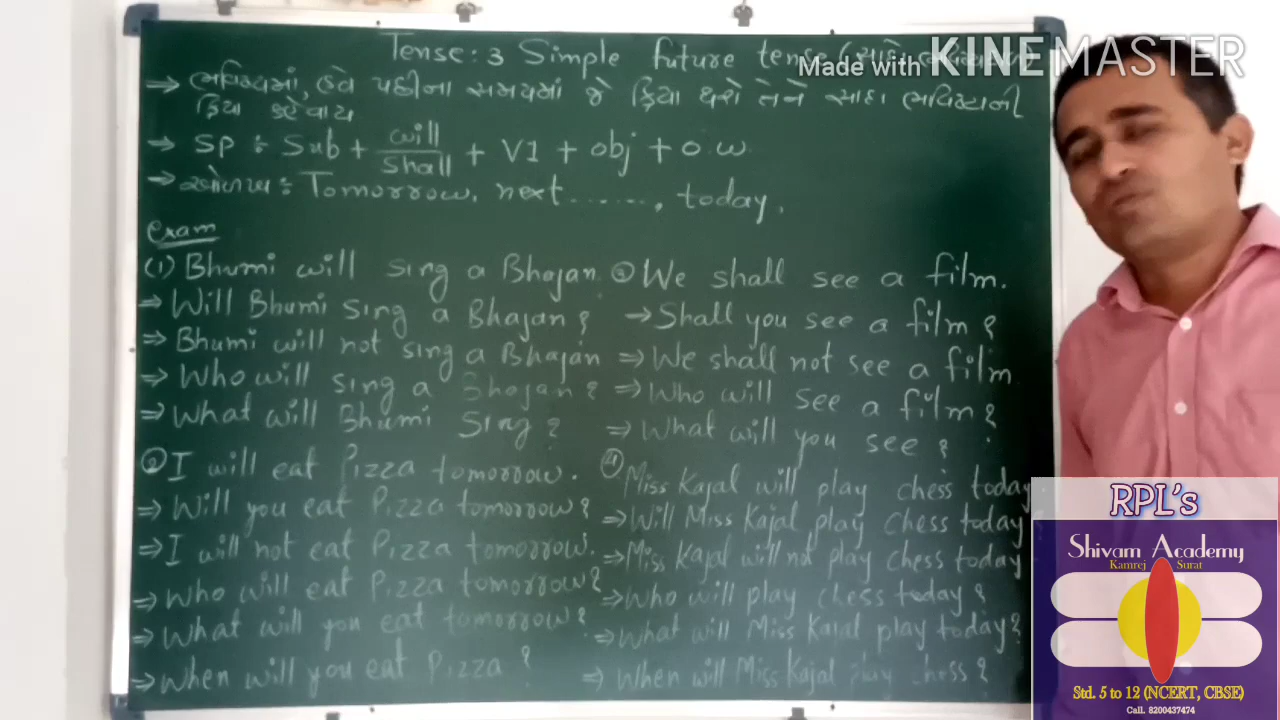 Tense : 3 Simple future tense (સાદો
Made with KINEMASTER
→ ભવિષ્યમાં, હવે પછીના સમયમાં જે ક્રિયા થશે તેને સાદા ભવિષ્યની
ક્રિયા કહેવાય
→ SP : Sub + will/Shall + V1 + obj + o.w
→ ઓળખ : Tomorrow, next ......, today,
Exam
(1) Bhumi will sing a Bhajan.
→ Will Bhumi sing a Bhajan?
⇒ Bhumi will not sing a Bhajan
⇒ Who will sing a Bhajan?
⇒ What will Bhumi Sing?
② I will eat Pizza tomorrow.
⇒ Will you eat Pizza tomorrow?
⇒ I will not eat Pizza tomorrow.
⇒ Who will eat Pizza tomorrow?
⇒ What will you eat tomorrow?
⇒ When will you eat Pizza?
③ We shall see a film.
→ Shall you see a film?
⇒ We shall not see a film
⇒ Who will see a film?
⇒ What will you see?
④ Miss Kajal will play chess today.
⇒ Will Miss Kajal play Chess today?
⇒ Miss Kajal will not play chess today
⇒ Who will play chess today?
⇒ What will Miss Kajal play today?
⇒ When will Miss Kajal play chess?
RPL's
Shivam Academy
Kamrej Surat
Std. 5 to 12 (NCERT, CBSE)
Call. 8200437474